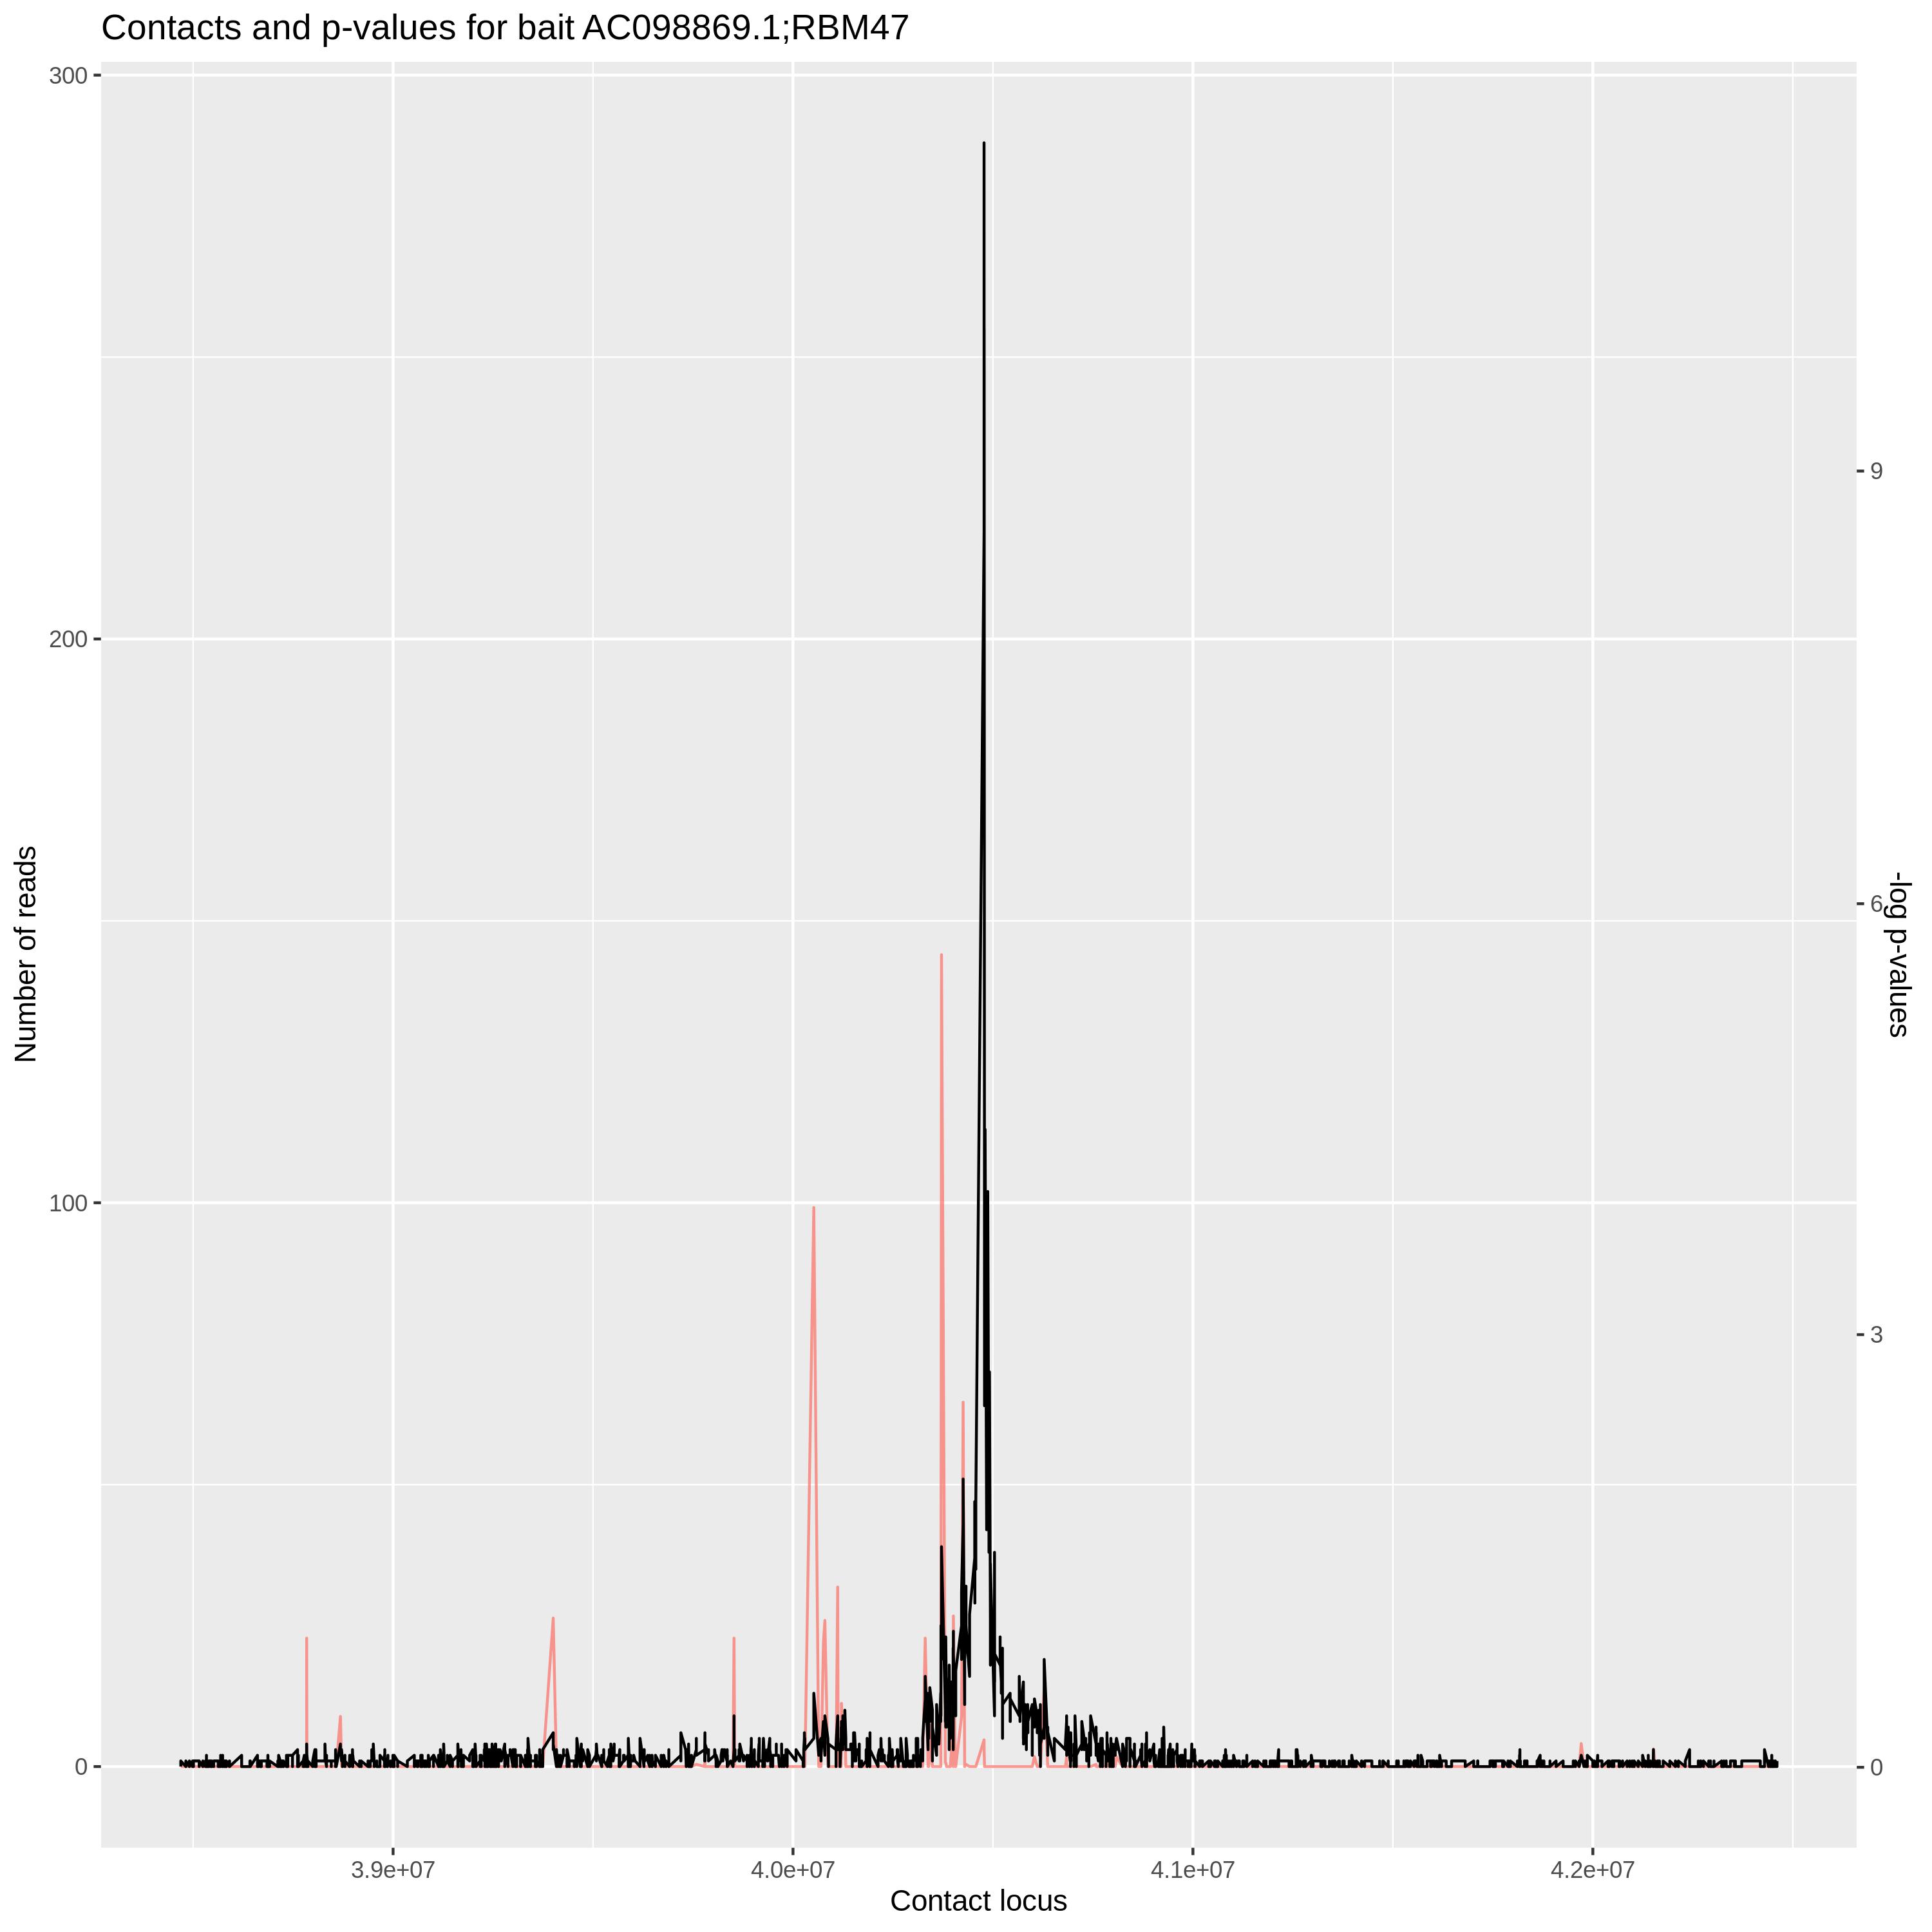 Contacts and p-values for bait AC098869.1;RBM47
300
200
100
0
Number of reads
9
6
3
0
-log p-values
3.9e+07 4.0e+07 4.1e+07 4.2e+07
Contact locus